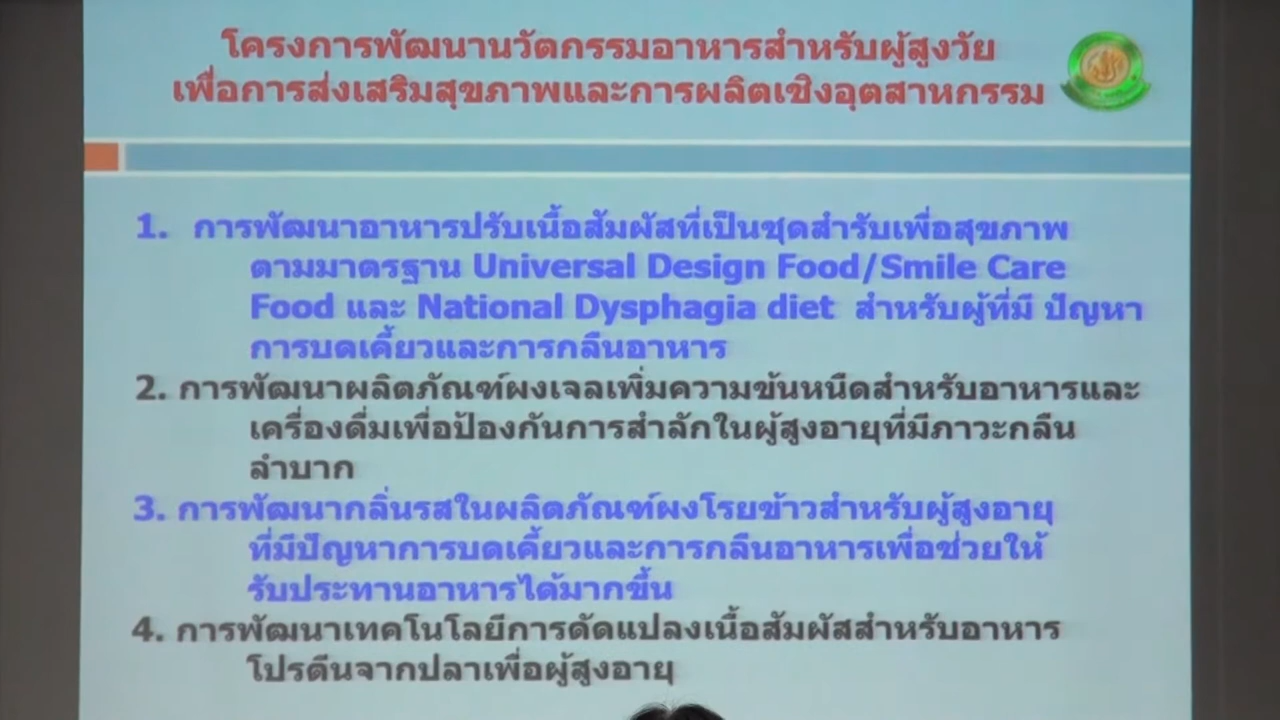 โครงการพัฒนานวัตกรรมอาหารสำหรับผู้สูงวัย
เพื่อการส่งเสริมสุขภาพและการผลิตเชิงอุตสาหกรรม
1. การพัฒนาอาหารปรับเนื้อสัมผัสที่เป็นชุดสำรับเพื่อสุขภาพ
ตามมาตรฐาน Universal Design Food/Smile Care
Food และ National Dysphagia diet สำหรับผู้ที่มี ปัญหา
การบดเคี้ยวและการกลืนอาหาร
2. การพัฒนาผลิตภัณฑ์ผงเจลเพิ่มความข้นหนืดสำหรับอาหารและ
เครื่องดื่มเพื่อป้องกันการสำลักในผู้สูงอายุที่มีภาวะกลืน
ลำบาก
3. การพัฒนากลิ่นรสในผลิตภัณฑ์ผงโรยข้าวสำหรับผู้สูงอายุ
ที่มีปัญหาการบดเคี้ยวและการกลืนอาหารเพื่อช่วยให้
รับประทานอาหารได้มากขึ้น
4. การพัฒนาเทคโนโลยีการดัดแปลงเนื้อสัมผัสสำหรับอาหาร
โปรตีนจากปลาเพื่อผู้สูงอายุ